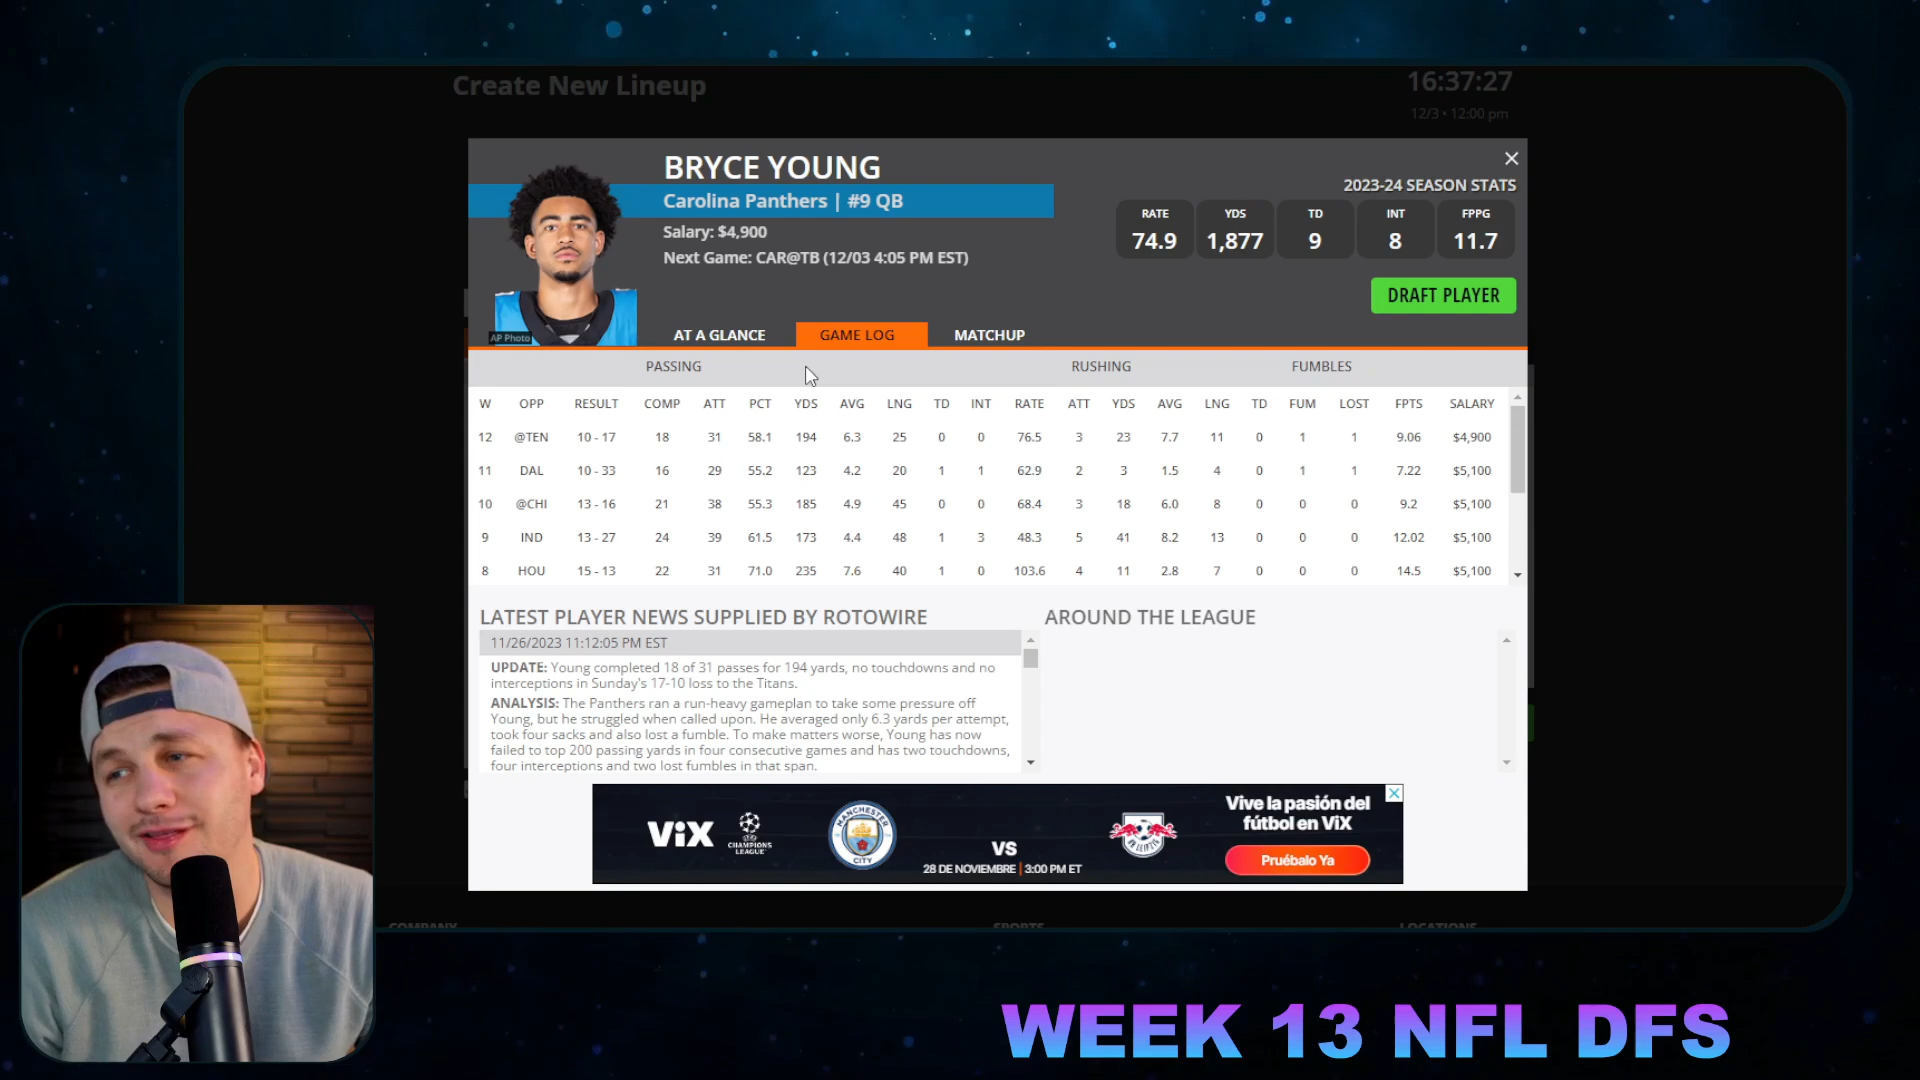 Create New Lineup
16:37:27
12/3 • 12:00 pm
BRYCE YOUNG
Carolina Panthers | #9 QB
Salary: $4,900
Next Game: CAR@TB (12/03 4:05 PM EST)
2023-24 SEASON STATS
RATE YDS TD INT FPPG
74.9 1,877 9 8 11.7
DRAFT PLAYER
AP Photo
AT A GLANCE GAME LOG MATCHUP
PASSING RUSHING FUMBLES
W OPP RESULT COMP ATT PCT YDS AVG LNG TD INT RATE ATT YDS AVG LNG TD FUM LOST FPTS SALARY
12 @TEN 10 - 17 18 31 58.1 194 6.3 25 0 0 76.5 3 23 7.7 11 0 1 1 9.06 $4,900
11 DAL 10 - 33 16 29 55.2 123 4.2 20 1 1 62.9 2 3 1.5 4 0 1 1 7.22 $5,100
10 @CHI 13 - 16 21 38 55.3 185 4.9 45 0 0 68.4 3 18 6.0 8 0 0 0 9.2 $5,100
9 IND 13 - 27 24 39 61.5 173 4.4 48 1 3 48.3 5 41 8.2 13 0 0 0 12.02 $5,100
8 HOU 15 - 13 22 31 71.0 235 7.6 40 1 0 103.6 4 11 2.8 7 0 0 0 14.5 $5,100
LATEST PLAYER NEWS SUPPLIED BY ROTOWIRE
11/26/2023 11:12:05 PM EST
UPDATE: Young completed 18 of 31 passes for 194 yards, no touchdowns and no
interceptions in Sunday's 17-10 loss to the Titans.
ANALYSIS: The Panthers ran a run-heavy gameplan to take some pressure off
Young, but he struggled when called upon. He averaged only 6.3 yards per attempt,
took four sacks and also lost a fumble. To make matters worse, Young has now
failed to top 200 passing yards in four consecutive games and has two touchdowns,
four interceptions and two lost fumbles in that span.
AROUND THE LEAGUE
ViX
CHAMPIONS
LEAGUE
MANCHESTER
CITY
VS
28 DE NOVIEMBRE | 3:00 PM ET
RB LEIPZIG
Vive la pasión del
fútbol en ViX
Pruébalo Ya
COMPANY SPORTS LOCATIONS
WEEK 13 NFL DFS